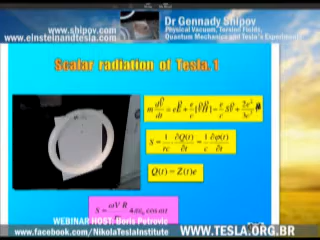 www.shipov.com
www.einsteinandtesla.com
Dr Gennady Shipov
Physical Vacuum, Torsion Fields,
Quantum Mechanics and Tesla's Experiments
Scalar radiation of Tesla.1
Q(t) = Z(t)e
WEBINAR HOST: Boris Petrovic
www.facebook.com/NikolaTeslaInstitute
WWW.TESLA.ORG.BR